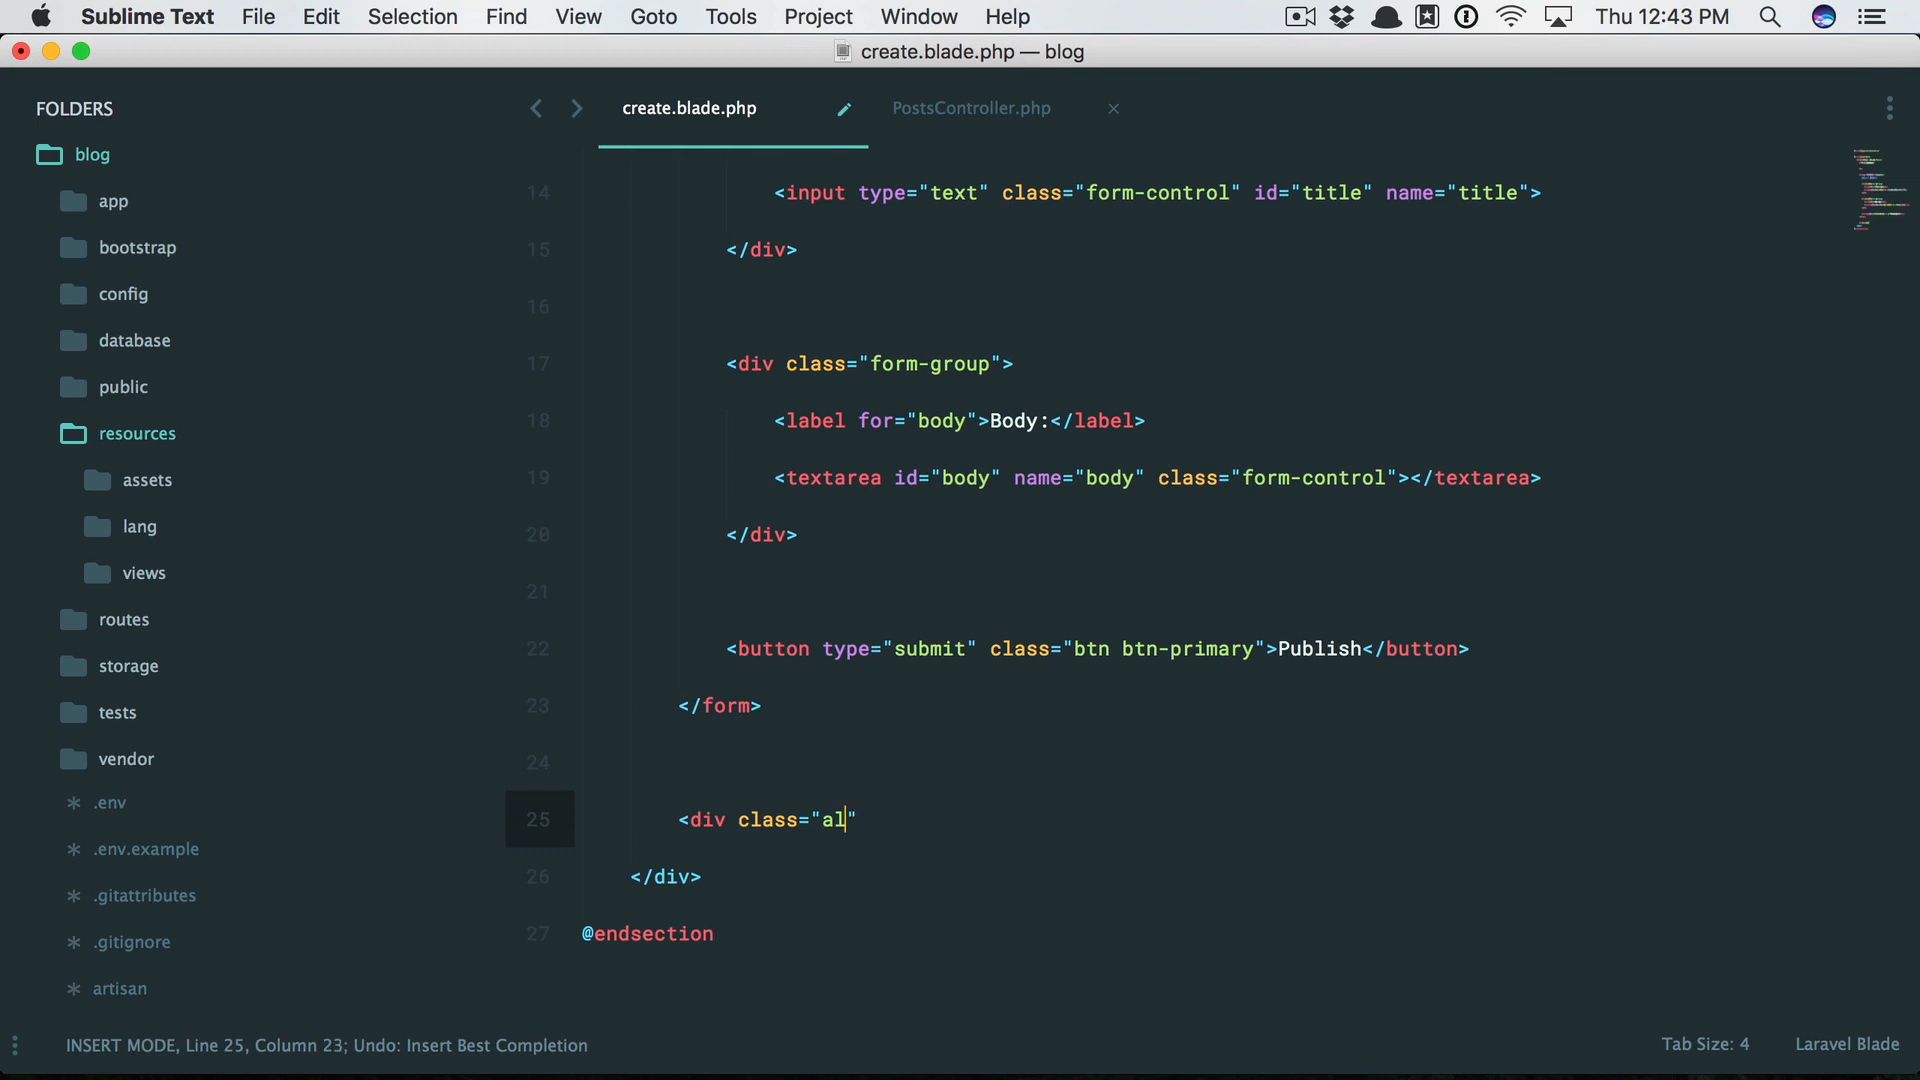 Sublime Text File Edit Selection Find View Goto Tools Project Window Help Thu 12:43 PM
create.blade.php — blog
FOLDERS
blog
app
bootstrap
config
database
public
resources
assets
lang
views
routes
storage
tests
vendor
.env
.env.example
.gitattributes
.gitignore
artisan
create.blade.php PostsController.php
14 <input type="text" class="form-control" id="title" name="title">
15 </div>
16
17 <div class="form-group">
18 <label for="body">Body:</label>
19 <textarea id="body" name="body" class="form-control"></textarea>
20 </div>
21
22 <button type="submit" class="btn btn-primary">Publish</button>
23 </form>
24
25 <div class="al"
26 </div>
27 @endsection
INSERT MODE, Line 25, Column 23; Undo: Insert Best Completion Tab Size: 4 Laravel Blade